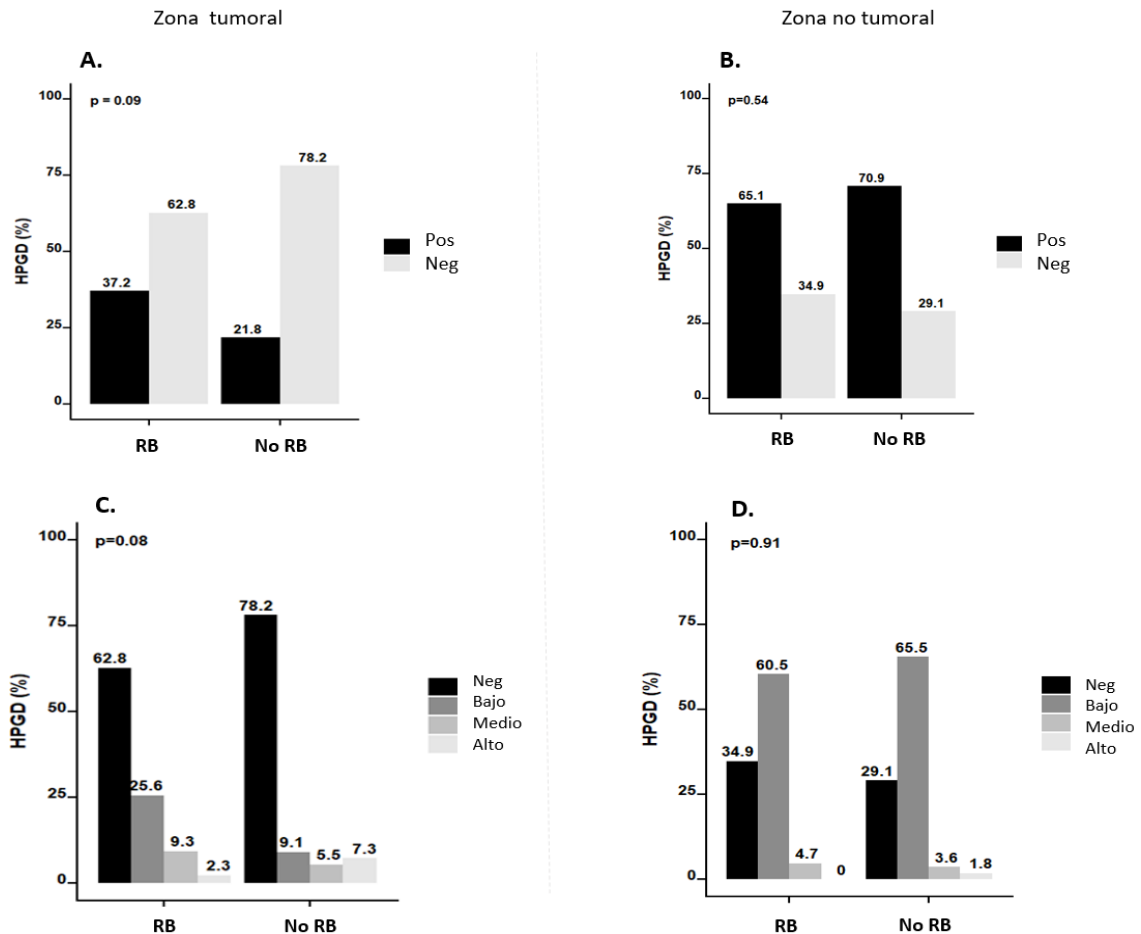 Zona tumoral
Zona no tumoral
A.
p = 0.09
HPGD (%)
100
75
50
25
0
37.2
62.8
21.8
78.2
RB
No RB
Pos
Neg
B.
p=0.54
HPGD (%)
100
75
50
25
0
65.1
34.9
70.9
29.1
RB
No RB
Pos
Neg
C.
p=0.08
HPGD (%)
100
75
50
25
0
62.8
25.6
9.3
2.3
78.2
9.1
5.5
7.3
RB
No RB
Neg
Bajo
Medio
Alto
D.
p=0.91
HPGD (%)
100
75
50
25
0
34.9
60.5
4.7
0
29.1
65.5
3.6
1.8
RB
No RB
Neg
Bajo
Medio
Alto